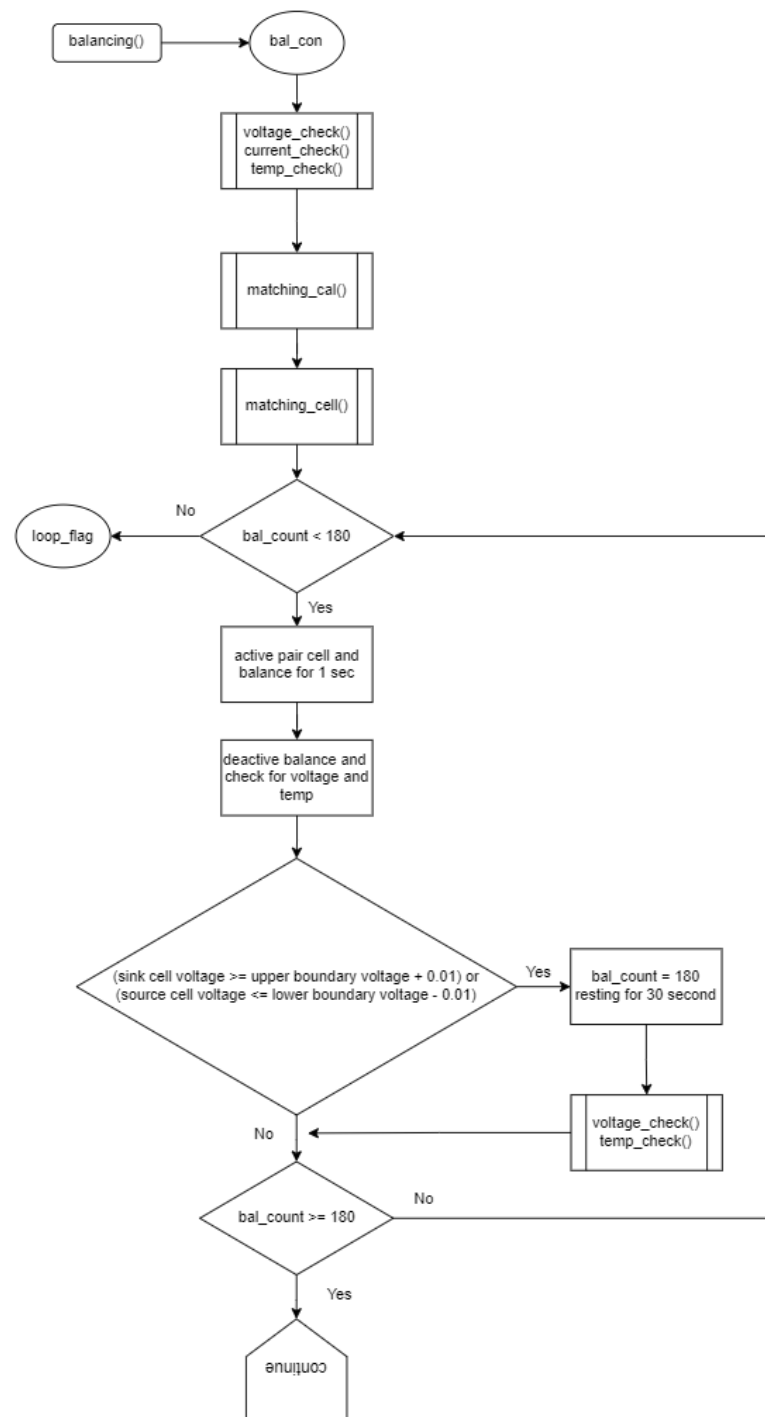 balancing()
bal_con
voltage_check()
current_check()
temp_check()
matching_cal()
matching_cell()
No
bal_count < 180
loop_flag
Yes
active pair cell and
balance for 1 sec
deactive balance and
check for voltage and
temp
(sink cell voltage >= upper boundary voltage + 0.01) or
(source cell voltage <= lower boundary voltage - 0.01)
Yes
bal_count = 180
resting for 30 second
voltage_check()
temp_check()
No
bal_count >= 180
No
Yes
continue